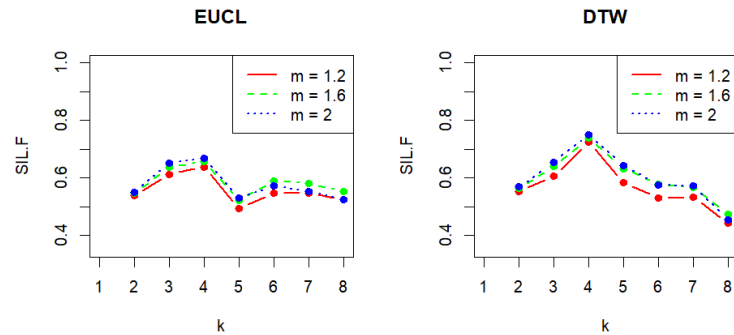 EUCL
SIL.F
1.0
0.8
0.6
0.4
m = 1.2
m = 1.6
m = 2
1 2 3 4 5 6 7 8
k
DTW
SIL.F
1.0
0.8
0.6
0.4
m = 1.2
m = 1.6
m = 2
1 2 3 4 5 6 7 8
k